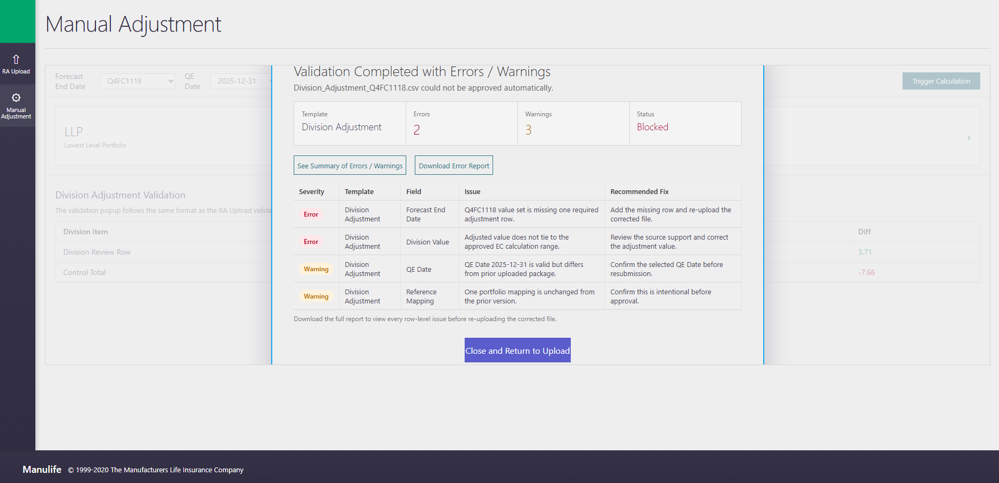 Manual Adjustment
RA Upload
Manual
Adjustment
Forecast
End Date
Q4FC1118
QE
Date
2025-12-31
Trigger Calculation
LLP
Lowest Level Portfolio
Division Adjustment Validation
The validation popup follows the same format as the RA Upload valida
Division Item
Diff
Division Review Row
3.71
Control Total
-7.66
Validation Completed with Errors / Warnings
Division_Adjustment_Q4FC1118.csv could not be approved automatically.
Template
Division Adjustment
Errors
2
Warnings
3
Status
Blocked
See Summary of Errors / Warnings
Download Error Report
Severity Template Field Issue Recommended Fix
Error
Division
Adjustment
Forecast End
Date
Q4FC1118 value set is missing one required
adjustment row.
Add the missing row and re-upload the
corrected file.
Error
Division
Adjustment
Division Value
Adjusted value does not tie to the
approved EC calculation range.
Review the source support and correct
the adjustment value.
Warning
Division
Adjustment
QE Date
QE Date 2025-12-31 is valid but differs
from prior uploaded package.
Confirm the selected QE Date before
resubmission.
Warning
Division
Adjustment
Reference
Mapping
One portfolio mapping is unchanged from
the prior version.
Confirm this is intentional before
approval.
Download the full report to view every row-level issue before re-uploading the corrected file.
Close and Return to Upload
Manulife © 1999-2020 The Manufacturers Life Insurance Company